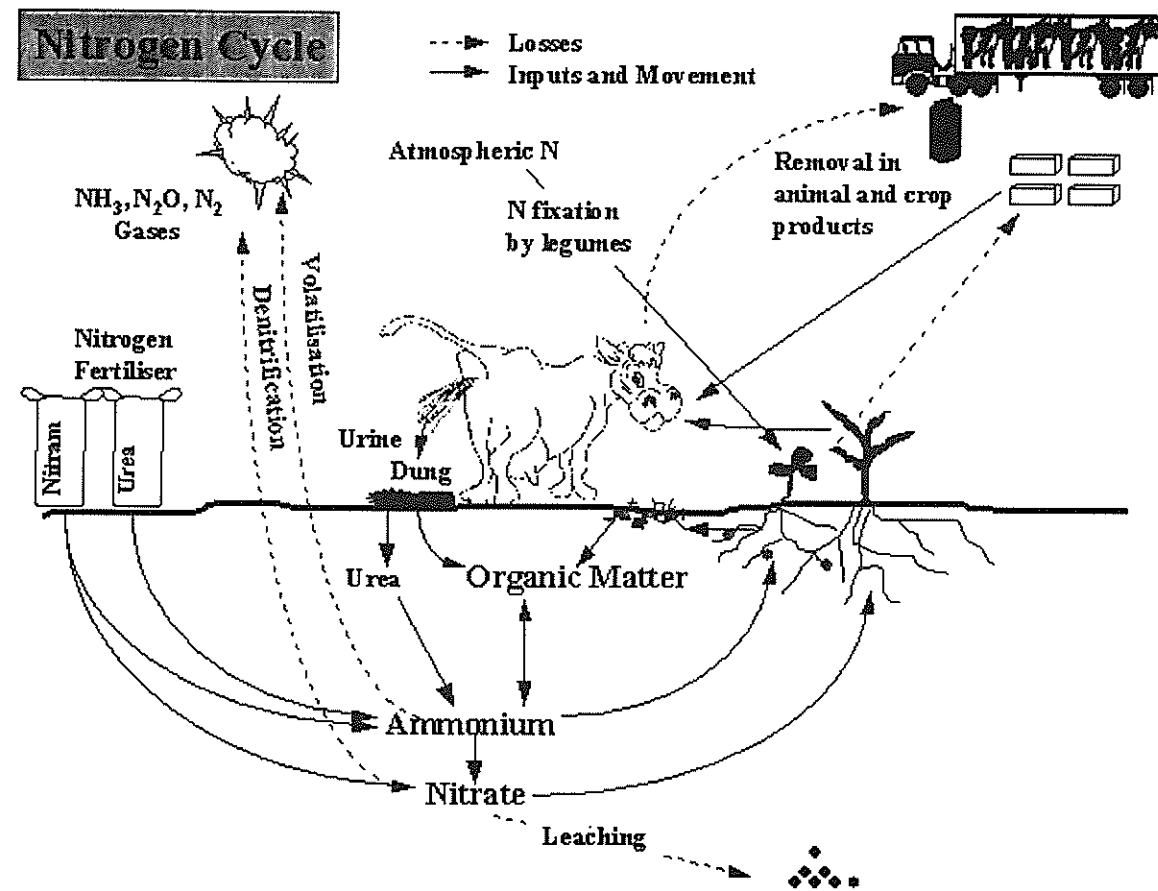 Nitrogen Cycle
Losses
Inputs and Movement
Atmospheric N
N fixation
by legumes
Removal in
animal and crop
products
NH₃, N₂O, N₂
Gases
Volatilisation
Denitrification
Nitrogen
Fertiliser
Nitram
Urea
Urine
Dung
Urea
Organic Matter
Ammonium
Nitrate
Leaching